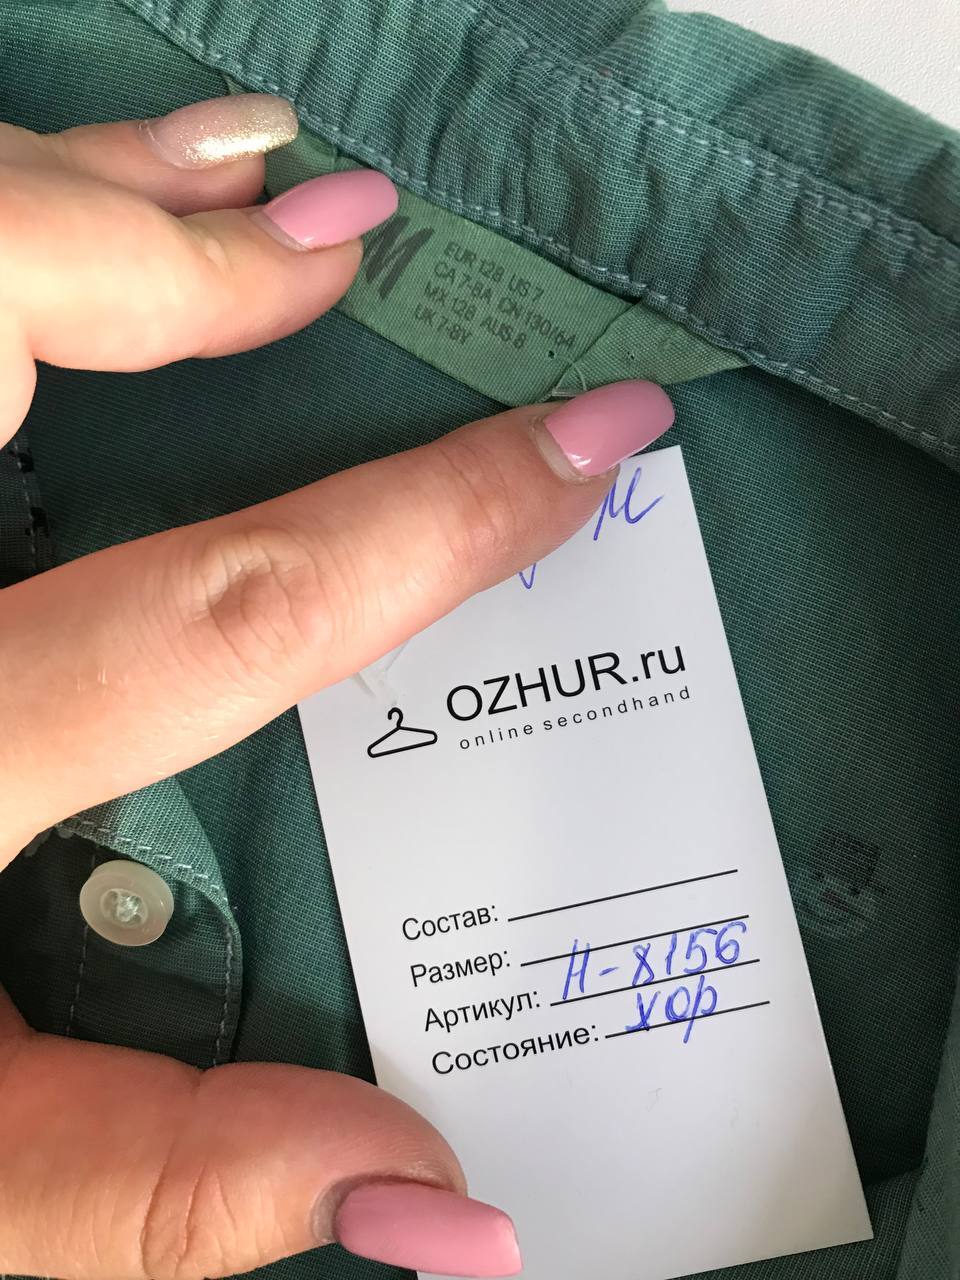 M
EUR 128 US 7
CA 7-8A CN 130/64
MX 128 AUS 8
UK 7-8Y
OZHUR.ru
online secondhand
Состав:
Размер:
Артикул: Н-8156
Состояние: хор